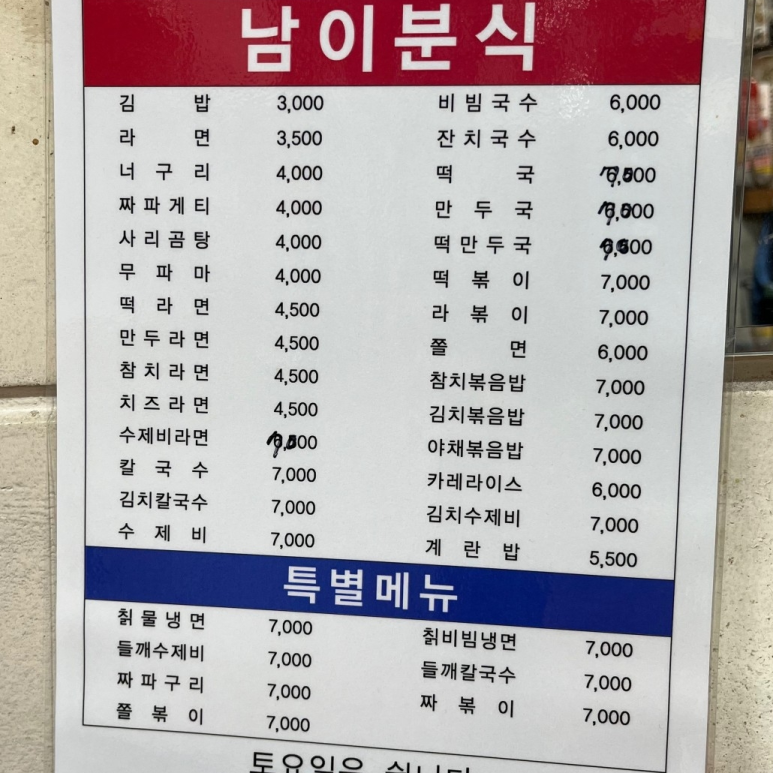 남이분식
김밥 3,000
라면 3,500
너구리 4,000
짜파게티 4,000
사리곰탕 4,000
무파마 4,000
떡라면 4,500
만두라면 4,500
참치라면 4,500
치즈라면 4,500
수제비라면
칼국수 7,000
김치칼국수 7,000
수제비 7,000
비빔국수 6,000
잔치국수 6,000
떡국
만두국
떡만두국
떡볶이 7,000
라볶이 7,000
쫄면 6,000
참치볶음밥 7,000
김치볶음밥 7,000
야채볶음밥 7,000
카레라이스 6,000
김치수제비 7,000
계란밥 5,500
특별메뉴
칡물냉면 7,000
들깨수제비 7,000
짜파구리 7,000
쫄볶이 7,000
칡비빔냉면 7,000
들깨칼국수 7,000
짜볶이 7,000
토요일은 쉽니다